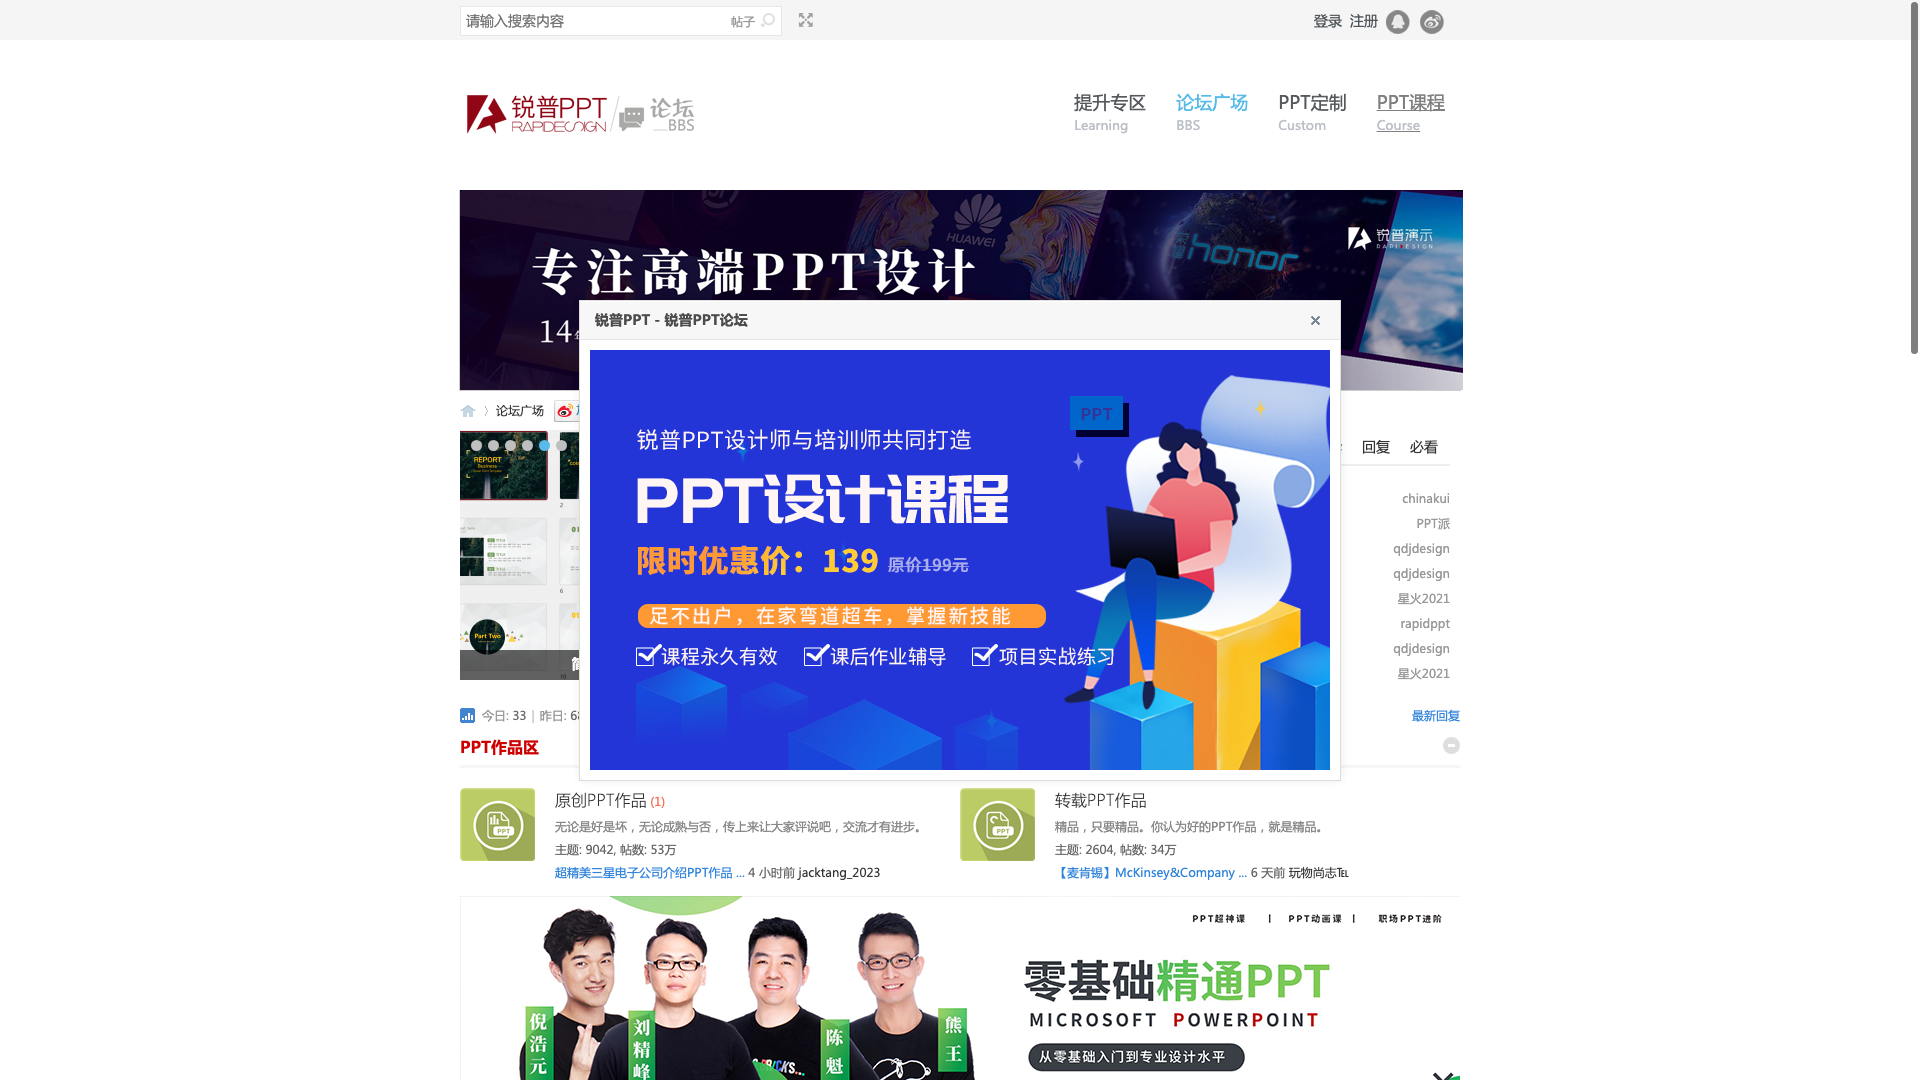 请输入搜索内容
帖子
登录 注册
锐普PPT
RAPIDESIGN
论坛
BBS
提升专区
Learning
论坛广场
BBS
PPT定制
Custom
PPT课程
Course
HUAWEI
honor
锐普演示
RAPIDESIGN
专注高端PPT设计
14
锐普PPT - 锐普PPT论坛
论坛广场
PPT
锐普PPT设计师与培训师共同打造
PPT设计课程
限时优惠价：139 原价199元
足不出户，在家弯道超车，掌握新技能
课程永久有效
课后作业辅导
项目实战练习
REPORT
Business
2
6
Part Two
10
回复 必看
chinakui
PPT派
qdjdesign
qdjdesign
星火2021
rapidppt
qdjdesign
星火2021
今日: 33 | 昨日: 6
最新回复
PPT作品区
原创PPT作品 (1)
无论是好是坏，无论成熟与否，传上来让大家评说吧，交流才有进步。
主题: 9042, 帖数: 53万
超精美三星电子公司介绍PPT作品 ... 4 小时前 jacktang_2023
转载PPT作品
精品，只要精品。你认为好的PPT作品，就是精品。
主题: 2604, 帖数: 34万
【麦肯锡】McKinsey&Company ... 6 天前 玩物尚志℡
PPT
PPT
PPT超神课 | PPT动画课 | 职场PPT进阶
零基础精通PPT
MICROSOFT POWERPOINT
从零基础入门到专业设计水平
倪浩元
刘精峰
陈魁
熊王